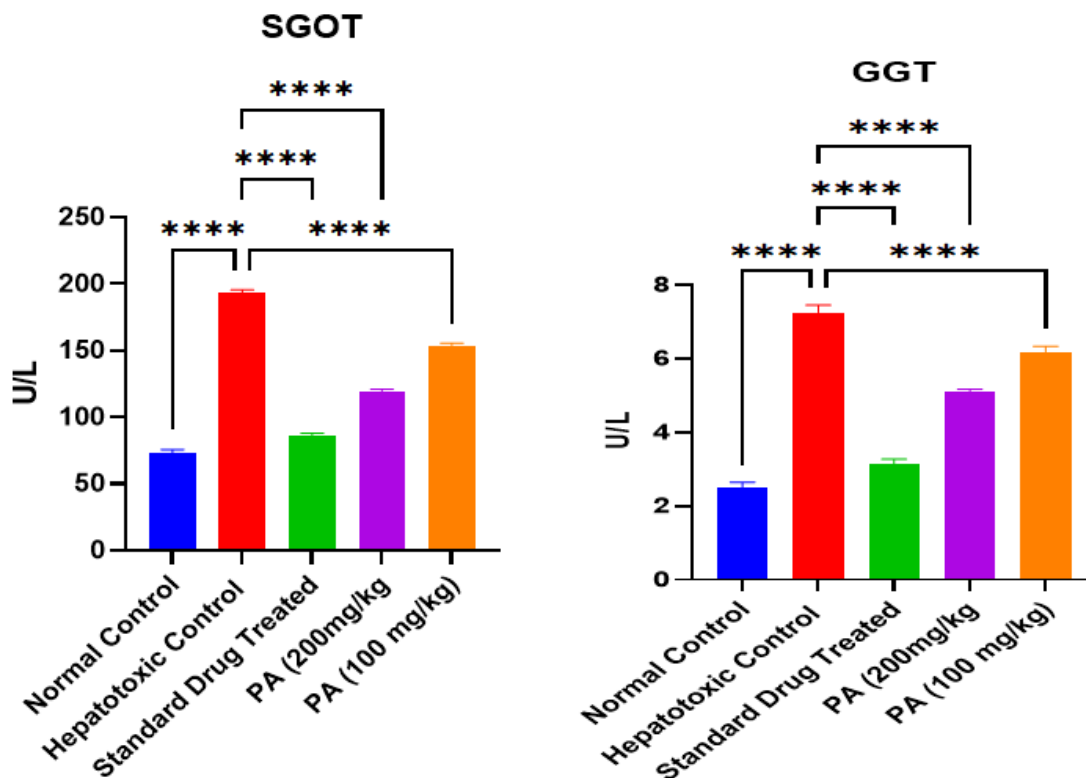 SGOT
****
****
****
****
250
200
150
100
50
0
U/L
Normal Control
Hepatotoxic Control
Standard Drug Treated
PA (200mg/kg
PA (100 mg/kg)
GGT
****
****
****
****
8
6
4
2
0
U/L
Normal Control
Hepatotoxic Control
Standard Drug Treated
PA (200mg/kg
PA (100 mg/kg)